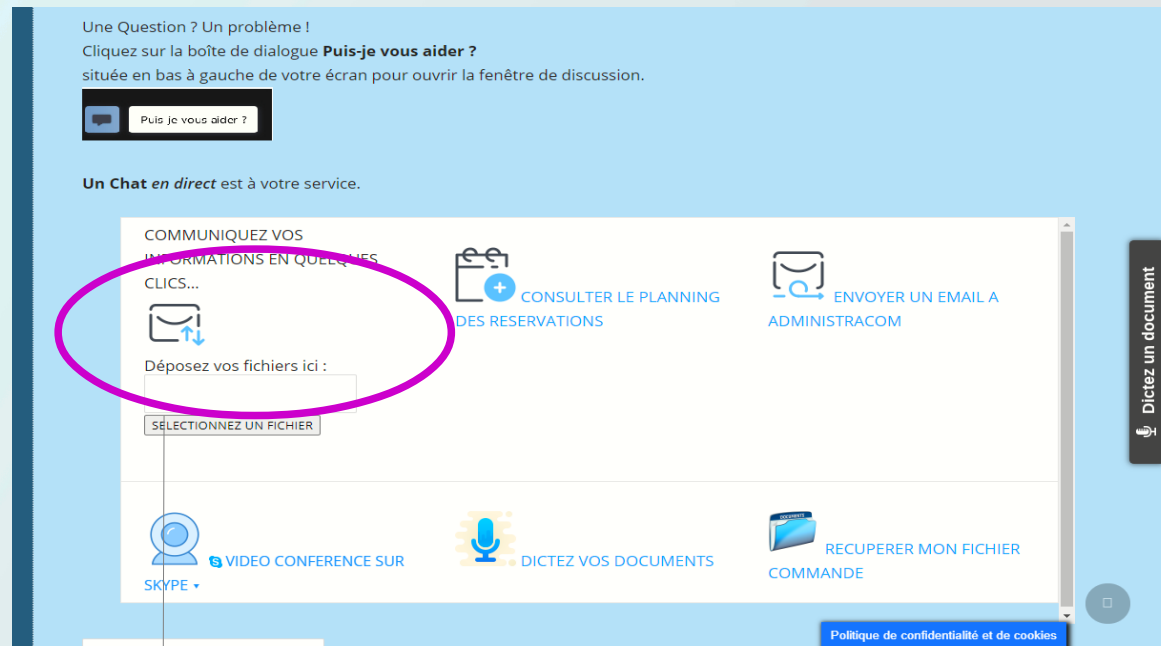 Une Question ? Un problème !
Cliquez sur la boîte de dialogue Puis-je vous aider ?
située en bas à gauche de votre écran pour ouvrir la fenêtre de discussion.
Puis je vous aider ?
Un Chat en direct est à votre service.
COMMUNIQUEZ VOS
INFORMATIONS EN QUELQUES
CLICS...
Déposez vos fichiers ici :
SELECTIONNEZ UN FICHIER
CONSULTER LE PLANNING
DES RESERVATIONS
ENVOYER UN EMAIL A
ADMINISTRACOM
VIDEO CONFERENCE SUR
SKYPE
DICTEZ VOS DOCUMENTS
DOCUMENTS
RECUPERER MON FICHIER
COMMANDE
Dictez un document
Politique de confidentialité et de cookies